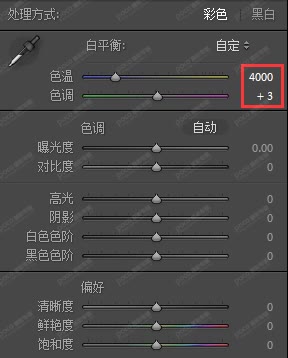 处理方式: 彩色 | 黑白
白平衡: 自定
色温 4000
色调 + 3
色调 自动
曝光度 0.00
对比度 0
高光 0
阴影 0
白色色阶 0
黑色色阶 0
偏好
清晰度 0
鲜艳度 0
饱和度 0